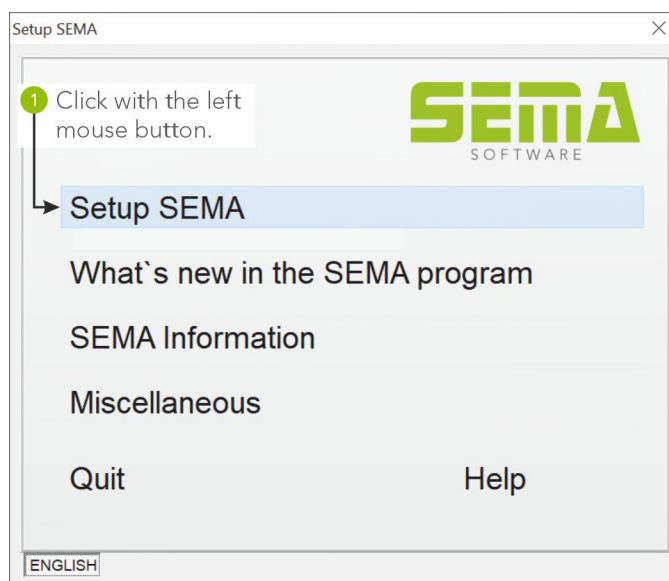 Setup SEMA
1 Click with the left
mouse button.
SEMA
SOFTWARE
Setup SEMA
What`s new in the SEMA program
SEMA Information
Miscellaneous
Quit Help
ENGLISH